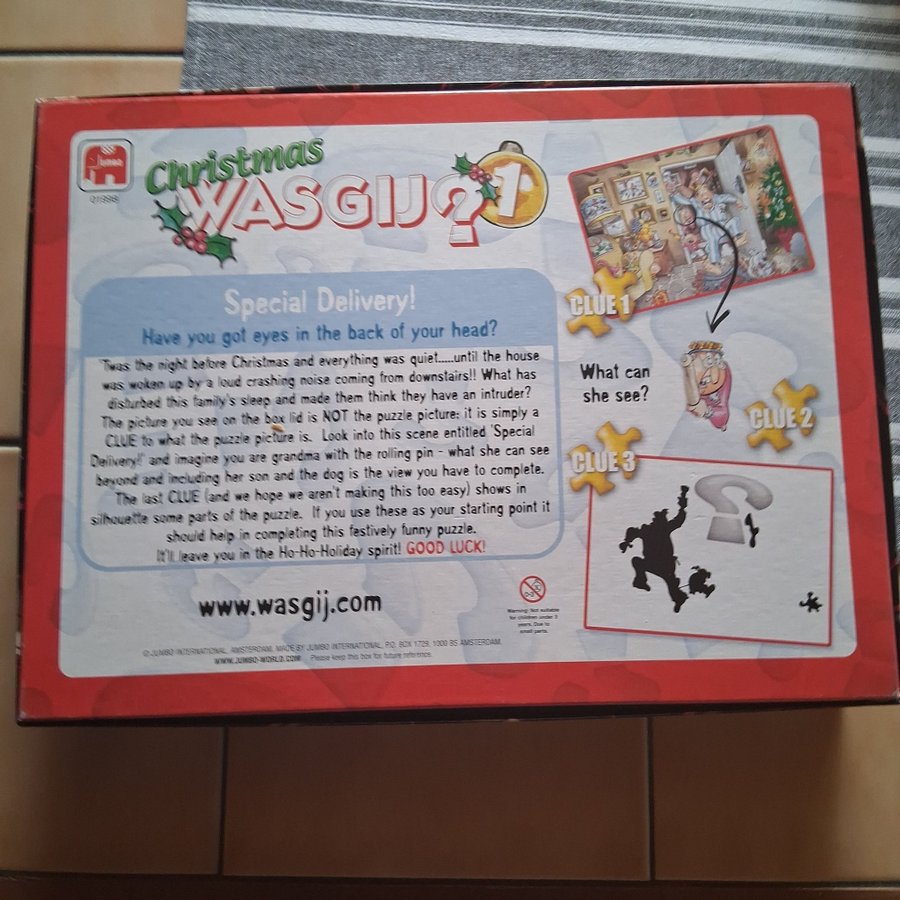 Jumbo
Christmas
WASGIJ? 1
Special Delivery!
Have you got eyes in the back of your head?
'Twas the night before Christmas and everything was quiet.....until the house
was woken up by a loud crashing noise coming from downstairs!! What has
disturbed this family's sleep and made them think they have an intruder?
The picture you see on the box lid is NOT the puzzle picture: it is simply a
CLUE to what the puzzle picture is. Look into this scene entitled 'Special
Delivery!' and imagine you are grandma with the rolling pin - what she can see
beyond and including her son and the dog is the view you have to complete.
The last CLUE (and we hope we aren't making this too easy) shows in
silhouette some parts of the puzzle. If you use these as your starting point it
should help in completing this festively funny puzzle.
It'll leave you in the Ho-Ho-Holiday spirit! GOOD LUCK!
www.wasgij.com
Warning: Not suitable
for children under 3
years. Due to
small parts.
© JUMBO INTERNATIONAL, AMSTERDAM. MADE BY JUMBO INTERNATIONAL, P.O. BOX 1729, 1000 BS AMSTERDAM.
WWW.JUMBO-WORLD.COM Please keep this box for future reference.
CLUE 1
What can
she see?
CLUE 2
CLUE 3
?